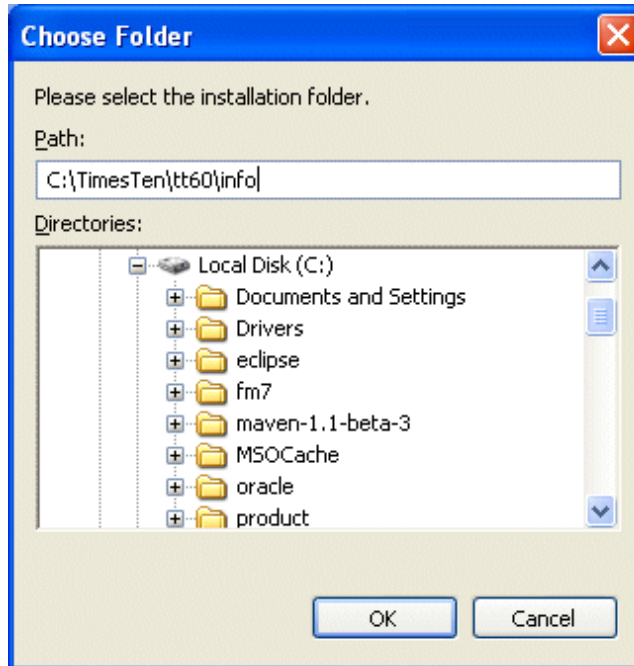 Choose Folder
Please select the installation folder.
Path:
C:\TimesTen\tt60\info
Directories:
Local Disk (C:)
Documents and Settings
Drivers
eclipse
fm7
maven-1.1-beta-3
MSOCache
oracle
product
OK Cancel